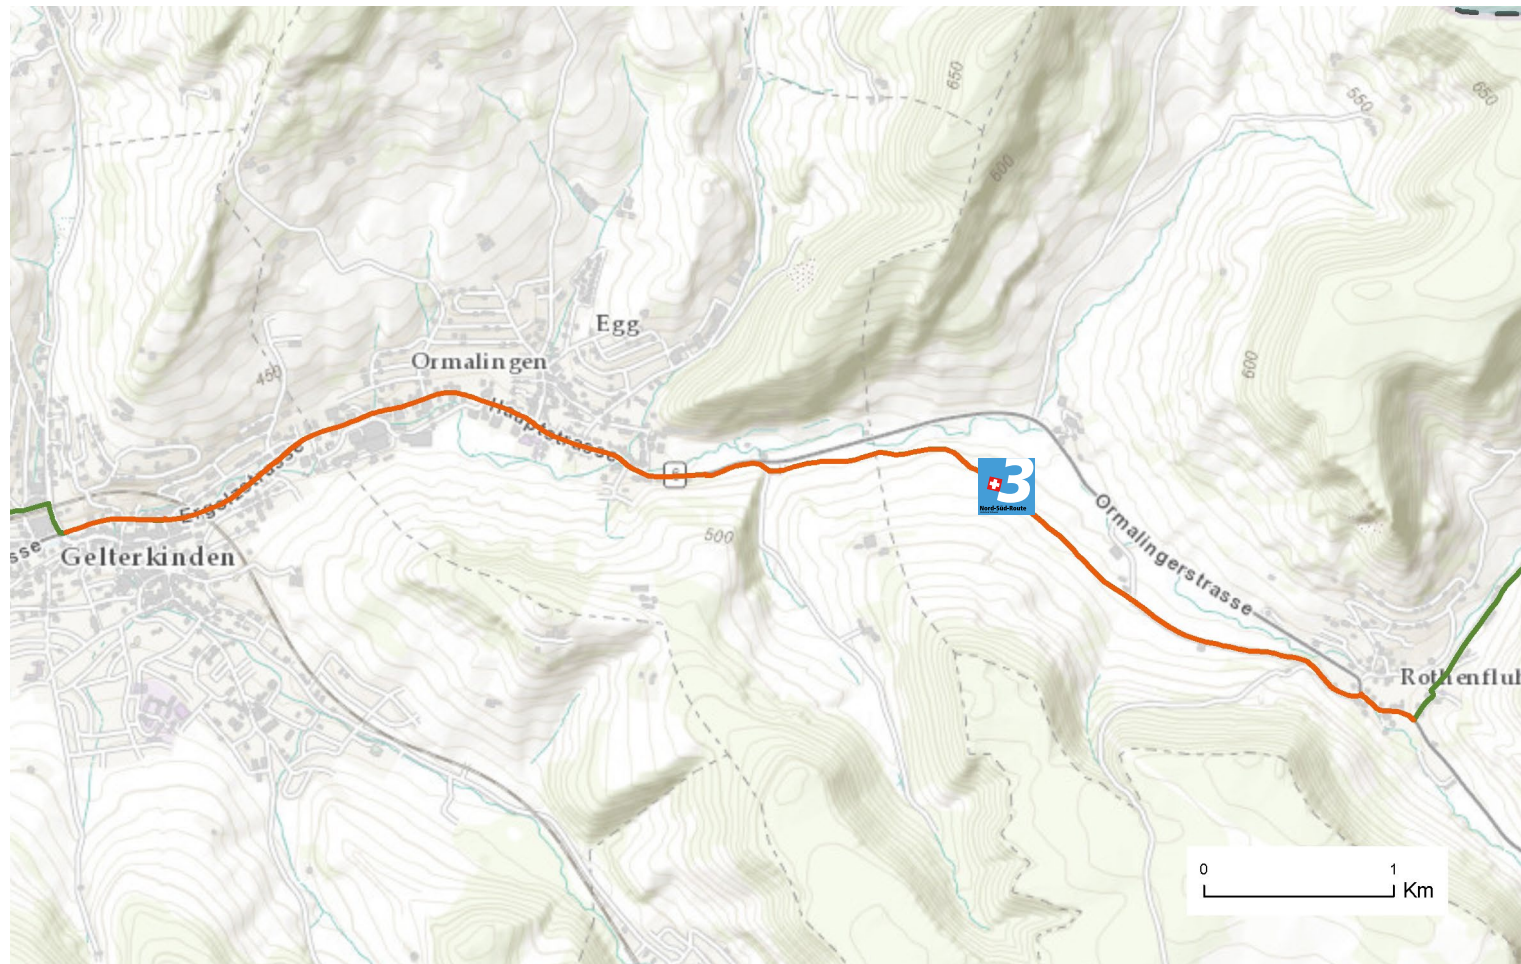 650
550
650
600
Egg
Ormalingen
600
450
Hauptstrasse
Ergolzstrasse
6
3
Nord-Süd-Route
Ormalingerstrasse
500
sse
Gelterkinden
Rothenfluh
0 1
Km